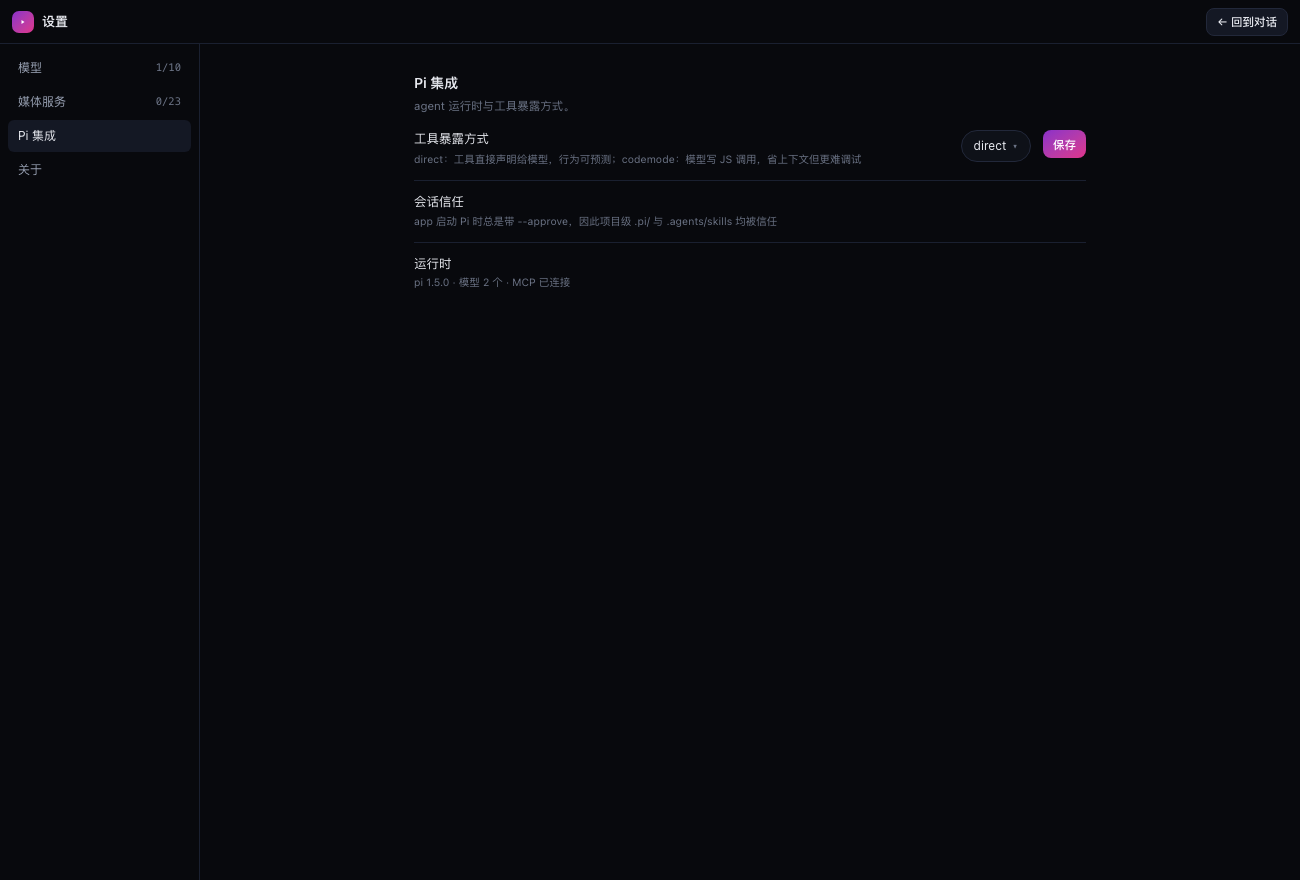 设置
← 回到对话
模型 1/10
媒体服务 0/23
Pi 集成
关于
Pi 集成
agent 运行时与工具暴露方式。
工具暴露方式
direct：工具直接声明给模型，行为可预测；codemode：模型写 JS 调用，省上下文但更难调试
direct
保存
会话信任
app 启动 Pi 时总是带 --approve，因此项目级 .pi/ 与 .agents/skills 均被信任
运行时
pi 1.5.0 · 模型 2 个 · MCP 已连接